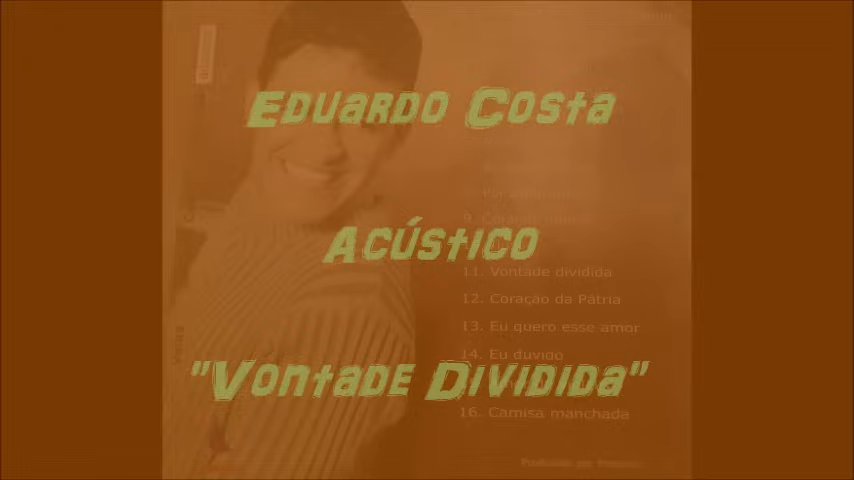 Eduardo Costa
9.
Acústico
11. Vontade dividida
12. Coração da Pátria
13. Eu quero esse amor
14. Eu duvido
"Vontade Dividida"
16. Camisa manchada